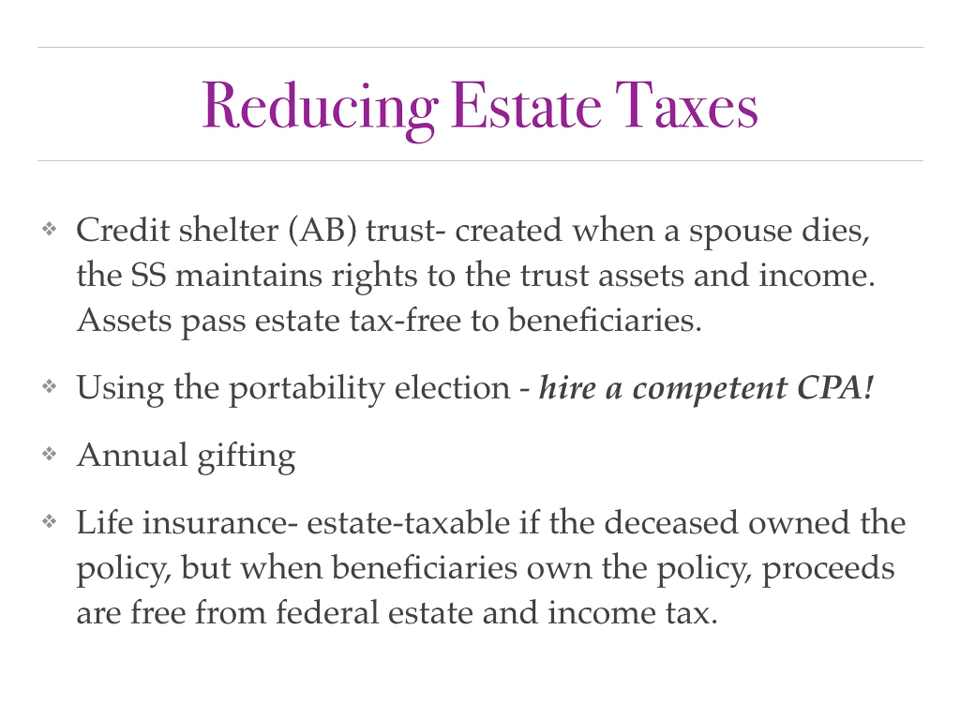 Reducing Estate Taxes
❖ Credit shelter (AB) trust- created when a spouse dies,
the SS maintains rights to the trust assets and income.
Assets pass estate tax-free to beneficiaries.
❖ Using the portability election - hire a competent CPA!
❖ Annual gifting
❖ Life insurance- estate-taxable if the deceased owned the
policy, but when beneficiaries own the policy, proceeds
are free from federal estate and income tax.